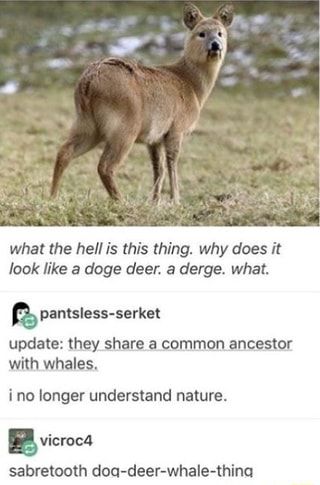 what the hell is this thing. why does it
look like a doge deer. a derge. what.
pantsless-serket
update: they share a common ancestor
with whales.
i no longer understand nature.
vicroc4
sabretooth dog-deer-whale-thing